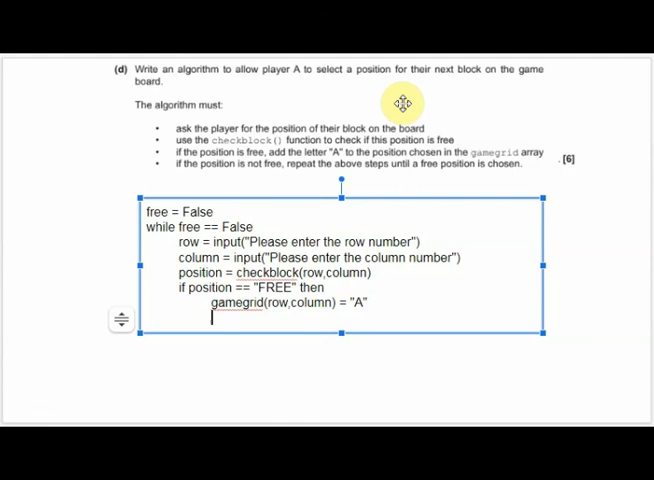 (d) Write an algorithm to allow player A to select a position for their next block on the game
board.
The algorithm must:
• ask the player for the position of their block on the board
• use the checkblock() function to check if this position is free
• if the position is free, add the letter "A" to the position chosen in the gamegrid array
• if the position is not free, repeat the above steps until a free position is chosen. [6]
free = False
while free == False
row = input("Please enter the row number")
column = input("Please enter the column number")
position = checkblock(row,column)
if position == "FREE" then
gamegrid(row,column) = "A"